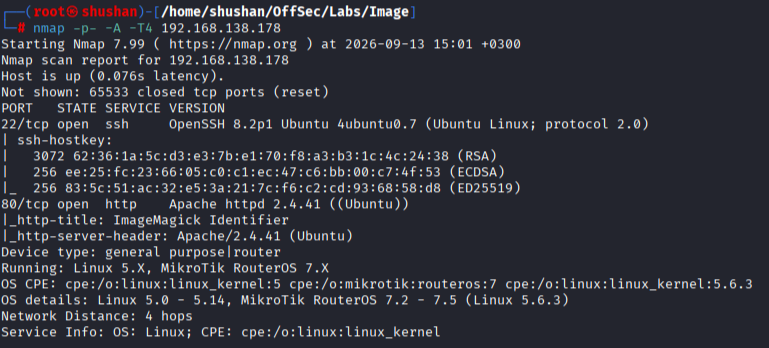 (root㉿shushan)-[/home/shushan/OffSec/Labs/Image]
# nmap -p- -A -T4 192.168.138.178
Starting Nmap 7.99 ( https://nmap.org ) at 2026-09-13 15:01 +0300
Nmap scan report for 192.168.138.178
Host is up (0.076s latency).
Not shown: 65533 closed tcp ports (reset)
PORT   STATE SERVICE VERSION
22/tcp open  ssh     OpenSSH 8.2p1 Ubuntu 4ubuntu0.7 (Ubuntu Linux; protocol 2.0)
| ssh-hostkey:
|   3072 62:36:1a:5c:d3:e3:7b:e1:70:f8:a3:b3:1c:4c:24:38 (RSA)
|   256 ee:25:fc:23:66:05:c0:c1:ec:47:c6:bb:00:c7:4f:53 (ECDSA)
|_  256 83:5c:51:ac:32:e5:3a:21:7c:f6:c2:cd:93:68:58:d8 (ED25519)
80/tcp open  http    Apache httpd 2.4.41 ((Ubuntu))
|_http-title: ImageMagick Identifier
|_http-server-header: Apache/2.4.41 (Ubuntu)
Device type: general purpose|router
Running: Linux 5.X, MikroTik RouterOS 7.X
OS CPE: cpe:/o:linux:linux_kernel:5 cpe:/o:mikrotik:routeros:7 cpe:/o:linux:linux_kernel:5.6.3
OS details: Linux 5.0 - 5.14, MikroTik RouterOS 7.2 - 7.5 (Linux 5.6.3)
Network Distance: 4 hops
Service Info: OS: Linux; CPE: cpe:/o:linux:linux_kernel